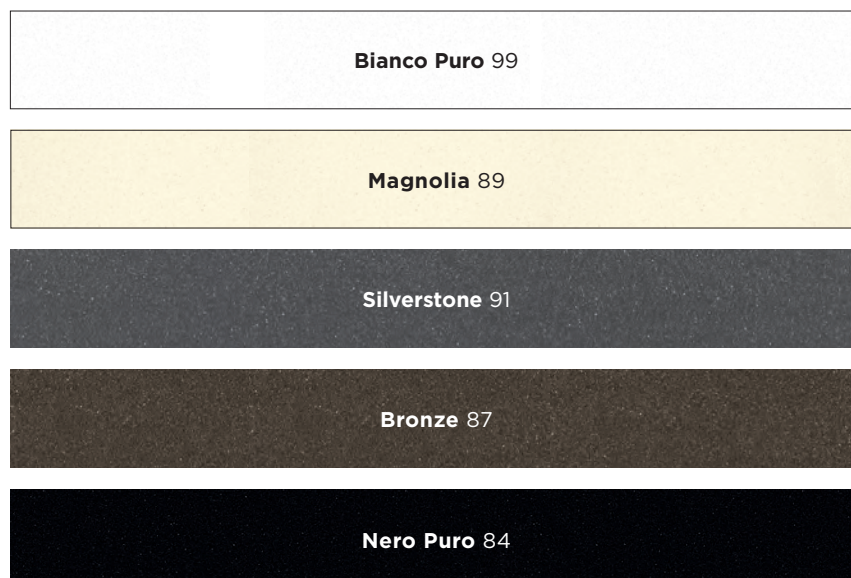 Bianco Puro 99
Magnolia 89
Silverstone 91
Bronze 87
Nero Puro 84